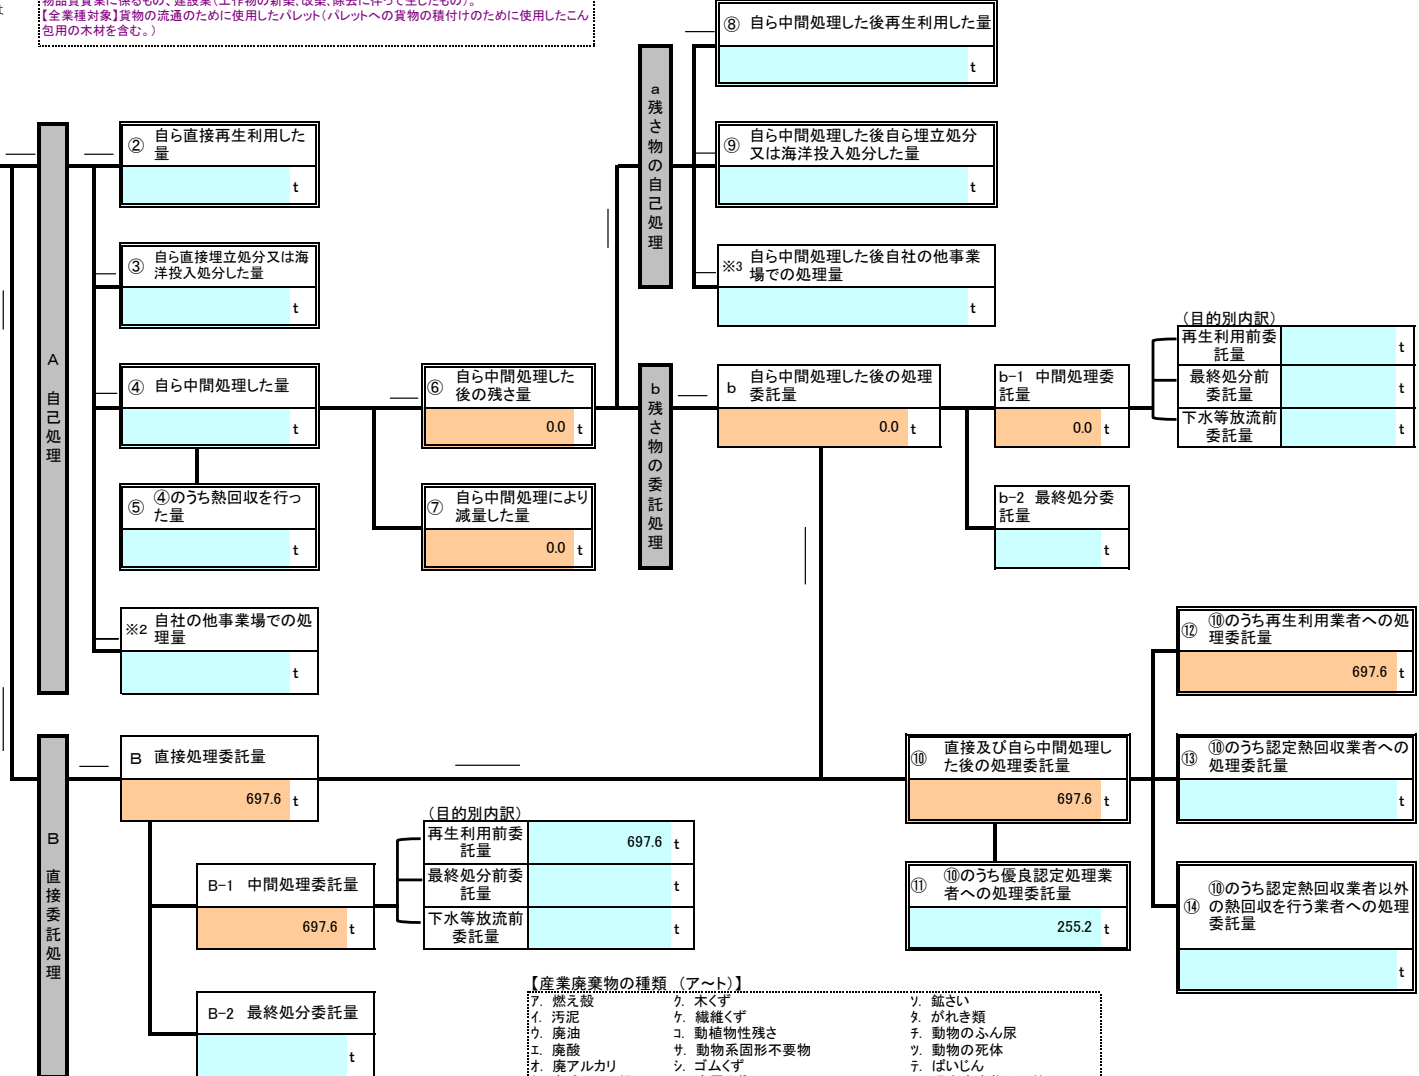 【全業種対象】貨物の流通のために使用したパレット(パレットへの貨物の積付けのために使用したこん
包用の木材を含む。)
⑧ 自ら中間処理した後再生利用した量
t
a 残さ物の自己処理
② 自ら直接再生利用した
量
t
⑨ 自ら中間処理した後自ら埋立処分
又は海洋投入処分した量
t
③ 自ら直接埋立処分又は海
洋投入処分した量
t
※3 自ら中間処理した後自社の他事業
場での処理量
t
A 自己処理
④ 自ら中間処理した量
t
⑥ 自ら中間処理した
後の残さ量
0.0 t
b 残さ物の委託処理
b 自ら中間処理した後の処理
委託量
0.0 t
b-1 中間処理委
託量
0.0 t
(目的別内訳)
再生利用前委
託量
t
最終処分前
委託量
t
下水等放流前
委託量
t
⑤ ④のうち熱回収を行っ
た量
t
⑦ 自ら中間処理により
減量した量
0.0 t
b-2 最終処分委
託量
t
※2 自社の他事業場での処
理量
t
⑫ ⑩のうち再生利用業者への処
理委託量
697.6 t
B 直接委託処理
B 直接処理委託量
697.6 t
⑩ 直接及び自ら中間処理し
た後の処理委託量
697.6 t
⑬ ⑩のうち認定熱回収業者への
処理委託量
t
(目的別内訳)
再生利用前委
託量
697.6 t
最終処分前委
託量
t
下水等放流前
委託量
t
B-1 中間処理委託量
697.6 t
⑪ ⑩のうち優良認定処理業
者への処理委託量
255.2 t
⑭ ⑩のうち認定熱回収業者以外
の熱回収を行う業者への処理
委託量
t
B-2 最終処分委託量
t
【産業廃棄物の種類 (ア～ト)】
ア. 燃え殻 ク. 木くず ソ. 鉱さい
イ. 汚泥 ケ. 繊維くず タ. がれき類
ウ. 廃油 コ. 動植物性残さ チ. 動物のふん尿
エ. 廃酸 サ. 動物系固形不要物 ツ. 動物の死体
オ. 廃アルカリ シ. ゴムくず テ. ばいじん